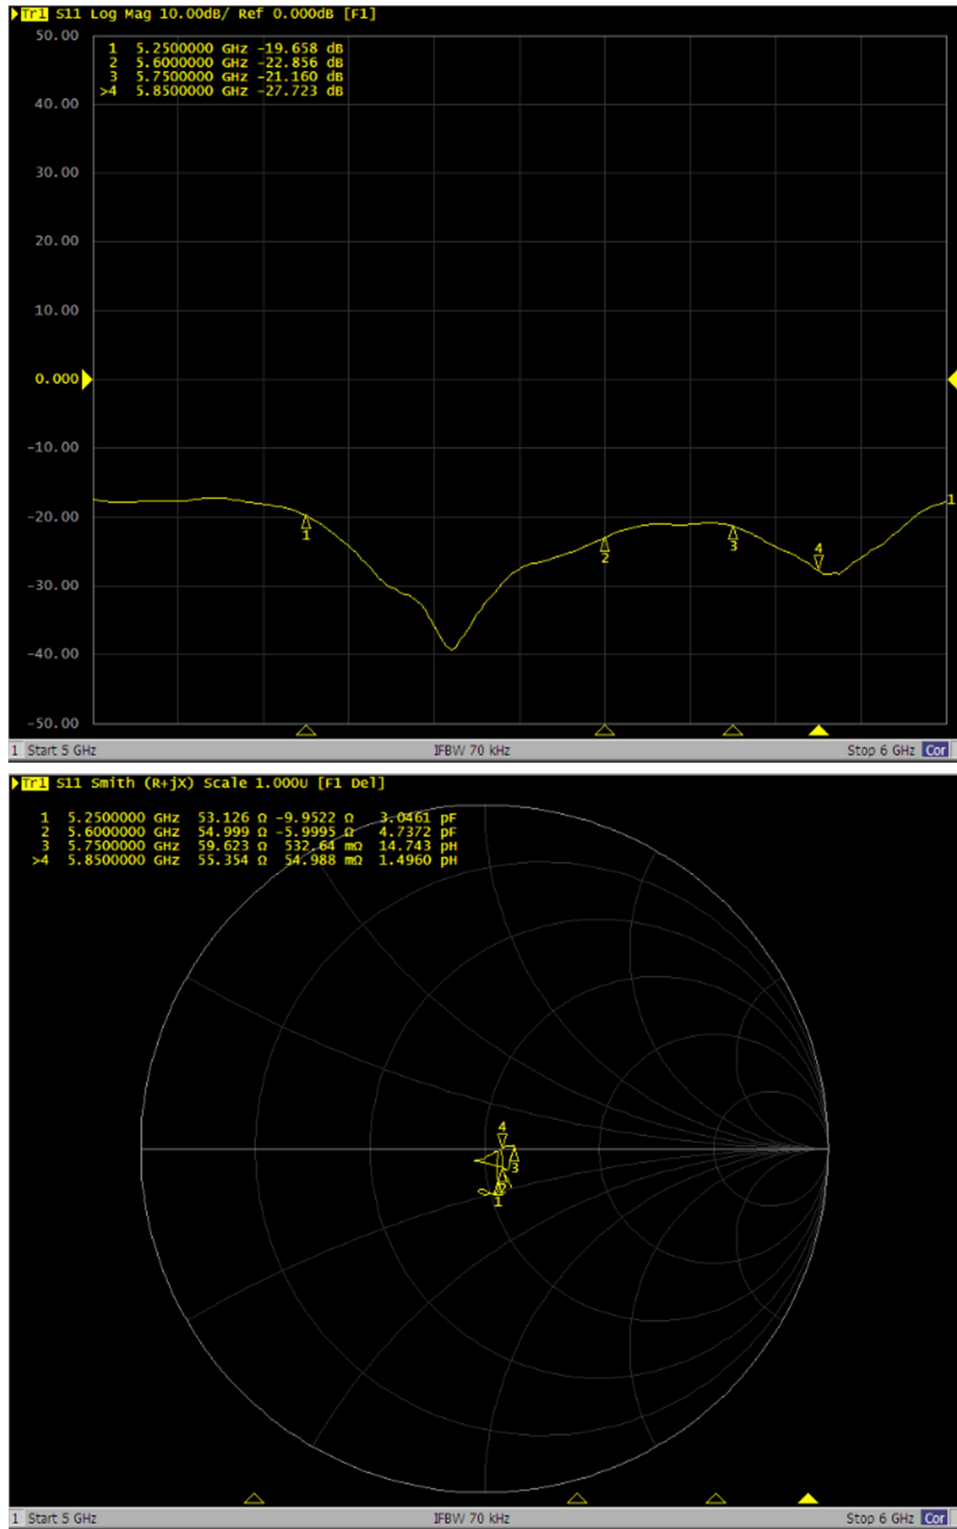 Tr1 S11 Log Mag 10.00dB/ Ref 0.000dB [F1]
50.00
1 5.2500000 GHz -19.658 dB
2 5.6000000 GHz -22.856 dB
3 5.7500000 GHz -21.160 dB
>4 5.8500000 GHz -27.723 dB
40.00
30.00
20.00
10.00
0.000
-10.00
-20.00
-30.00
-40.00
-50.00
1
2
3
4
1
1 Start 5 GHz IFBW 70 kHz Stop 6 GHz Cor
Tr1 S11 Smith (R+jX) Scale 1.000U [F1 Del]
1 5.2500000 GHz 53.126 Ω -9.9522 Ω 3.0461 pF
2 5.6000000 GHz 54.999 Ω -5.9995 Ω 4.7372 pF
3 5.7500000 GHz 59.623 Ω 532.64 mΩ 14.743 pH
>4 5.8500000 GHz 55.354 Ω 54.988 mΩ 1.4960 pH
4
3
2
1
1 Start 5 GHz IFBW 70 kHz Stop 6 GHz Cor